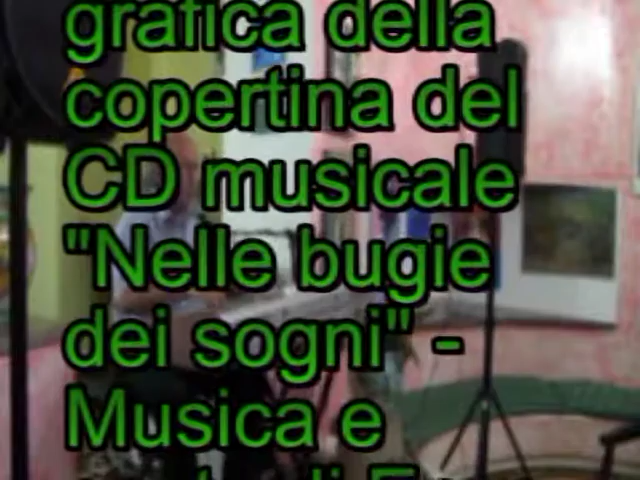 grafica della
copertina del
CD musicale
"Nelle bugie
dei sogni" -
Musica e